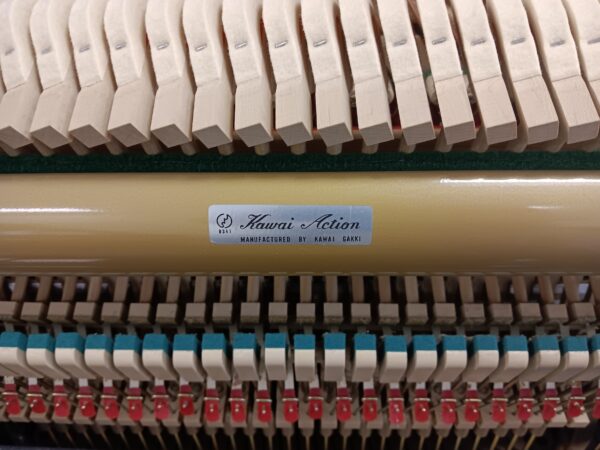 Kawai Action
MANUFACTURED BY KAWAI GAKKI